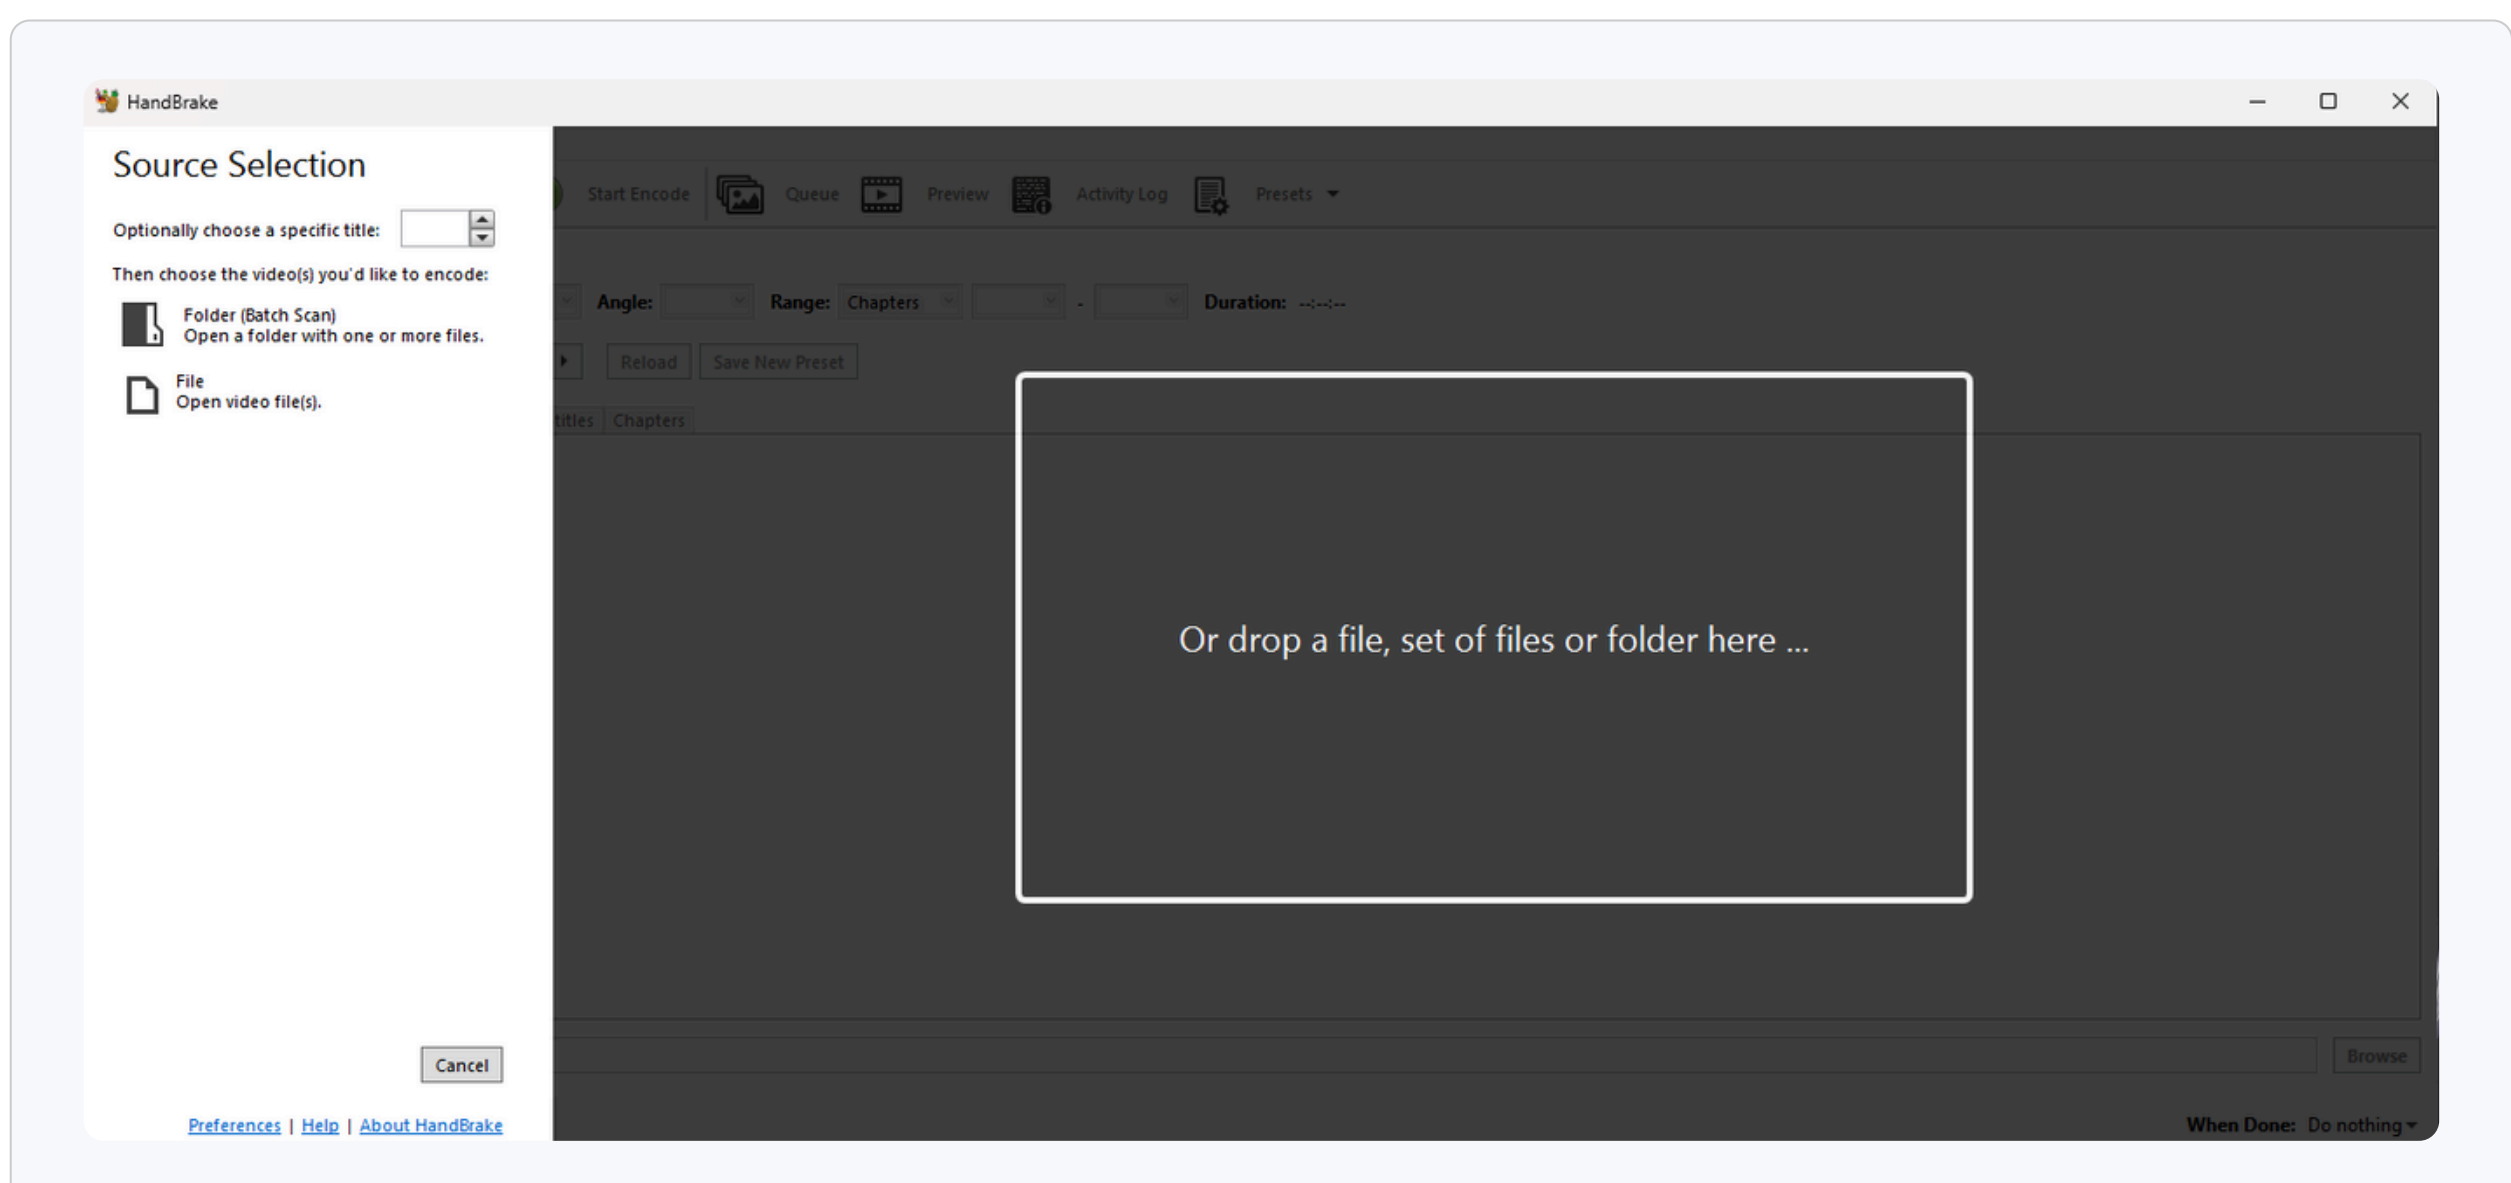 HandBrake
Source Selection
Optionally choose a specific title:
Then choose the video(s) you'd like to encode:
Folder (Batch Scan)
Open a folder with one or more files.
File
Open video file(s).
Cancel
Preferences | Help | About HandBrake
Start Encode Queue Preview Activity Log Presets
Angle: Range: Chapters - Duration: --:--:--
Reload Save New Preset
titles Chapters
Or drop a file, set of files or folder here ...
Browse
When Done: Do nothing